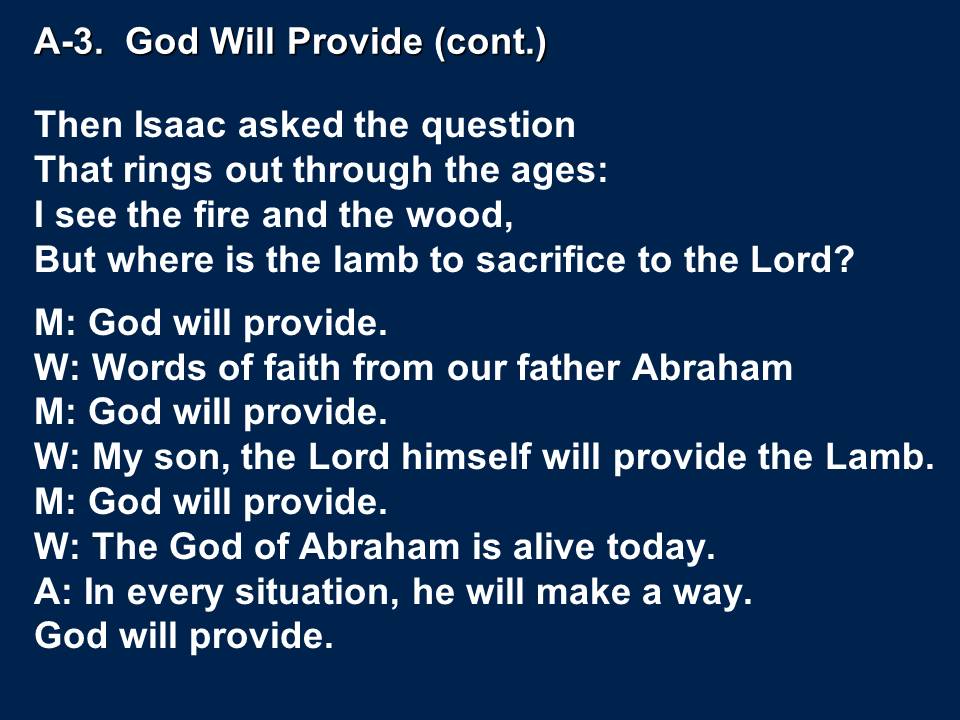 A-3.  God Will Provide (cont.)
Then Isaac asked the question
That rings out through the ages:
I see the fire and the wood,
But where is the lamb to sacrifice to the Lord?
M: God will provide.
W: Words of faith from our father Abraham
M: God will provide.
W: My son, the Lord himself will provide the Lamb.
M: God will provide.
W: The God of Abraham is alive today.
A: In every situation, he will make a way.
God will provide.